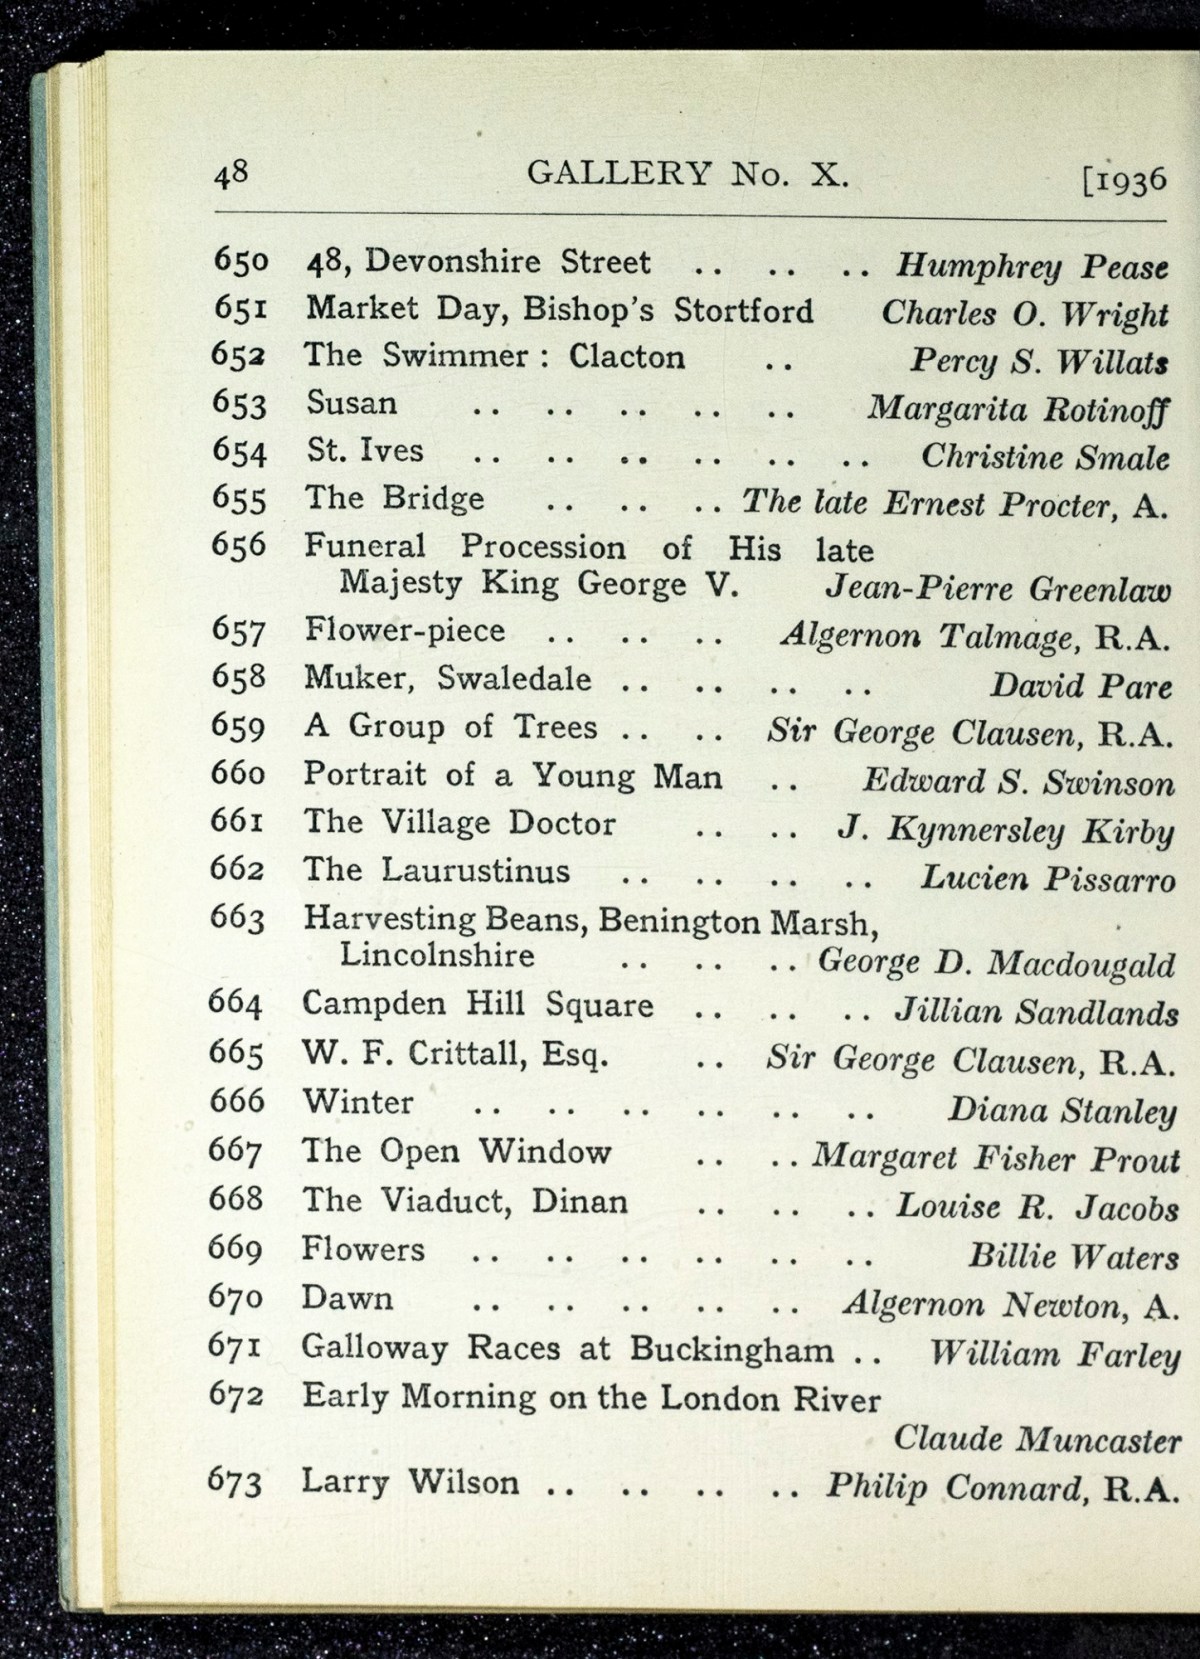 48 GALLERY No. X. [1936
650 48, Devonshire Street .. .. .. Humphrey Pease
651 Market Day, Bishop's Stortford Charles O. Wright
652 The Swimmer : Clacton .. Percy S. Willats
653 Susan .. .. .. .. .. Margarita Rotinoff
654 St. Ives .. .. .. .. .. .. Christine Smale
655 The Bridge .. .. .. The late Ernest Procter, A.
656 Funeral Procession of His late
Majesty King George V. Jean-Pierre Greenlaw
657 Flower-piece .. .. .. Algernon Talmage, R.A.
658 Muker, Swaledale .. .. .. .. David Pare
659 A Group of Trees .. .. Sir George Clausen, R.A.
660 Portrait of a Young Man .. Edward S. Swinson
661 The Village Doctor .. .. J. Kynnersley Kirby
662 The Laurustinus .. .. .. .. Lucien Pissarro
663 Harvesting Beans, Benington Marsh,
Lincolnshire .. .. .. George D. Macdougald
664 Campden Hill Square .. .. .. Jillian Sandlands
665 W. F. Crittall, Esq. .. Sir George Clausen, R.A.
666 Winter .. .. .. .. .. .. Diana Stanley
667 The Open Window .. .. Margaret Fisher Prout
668 The Viaduct, Dinan .. .. .. Louise R. Jacobs
669 Flowers .. .. .. .. .. .. Billie Waters
670 Dawn .. .. .. .. .. Algernon Newton, A.
671 Galloway Races at Buckingham .. William Farley
672 Early Morning on the London River
Claude Muncaster
673 Larry Wilson .. .. .. .. Philip Connard, R.A.